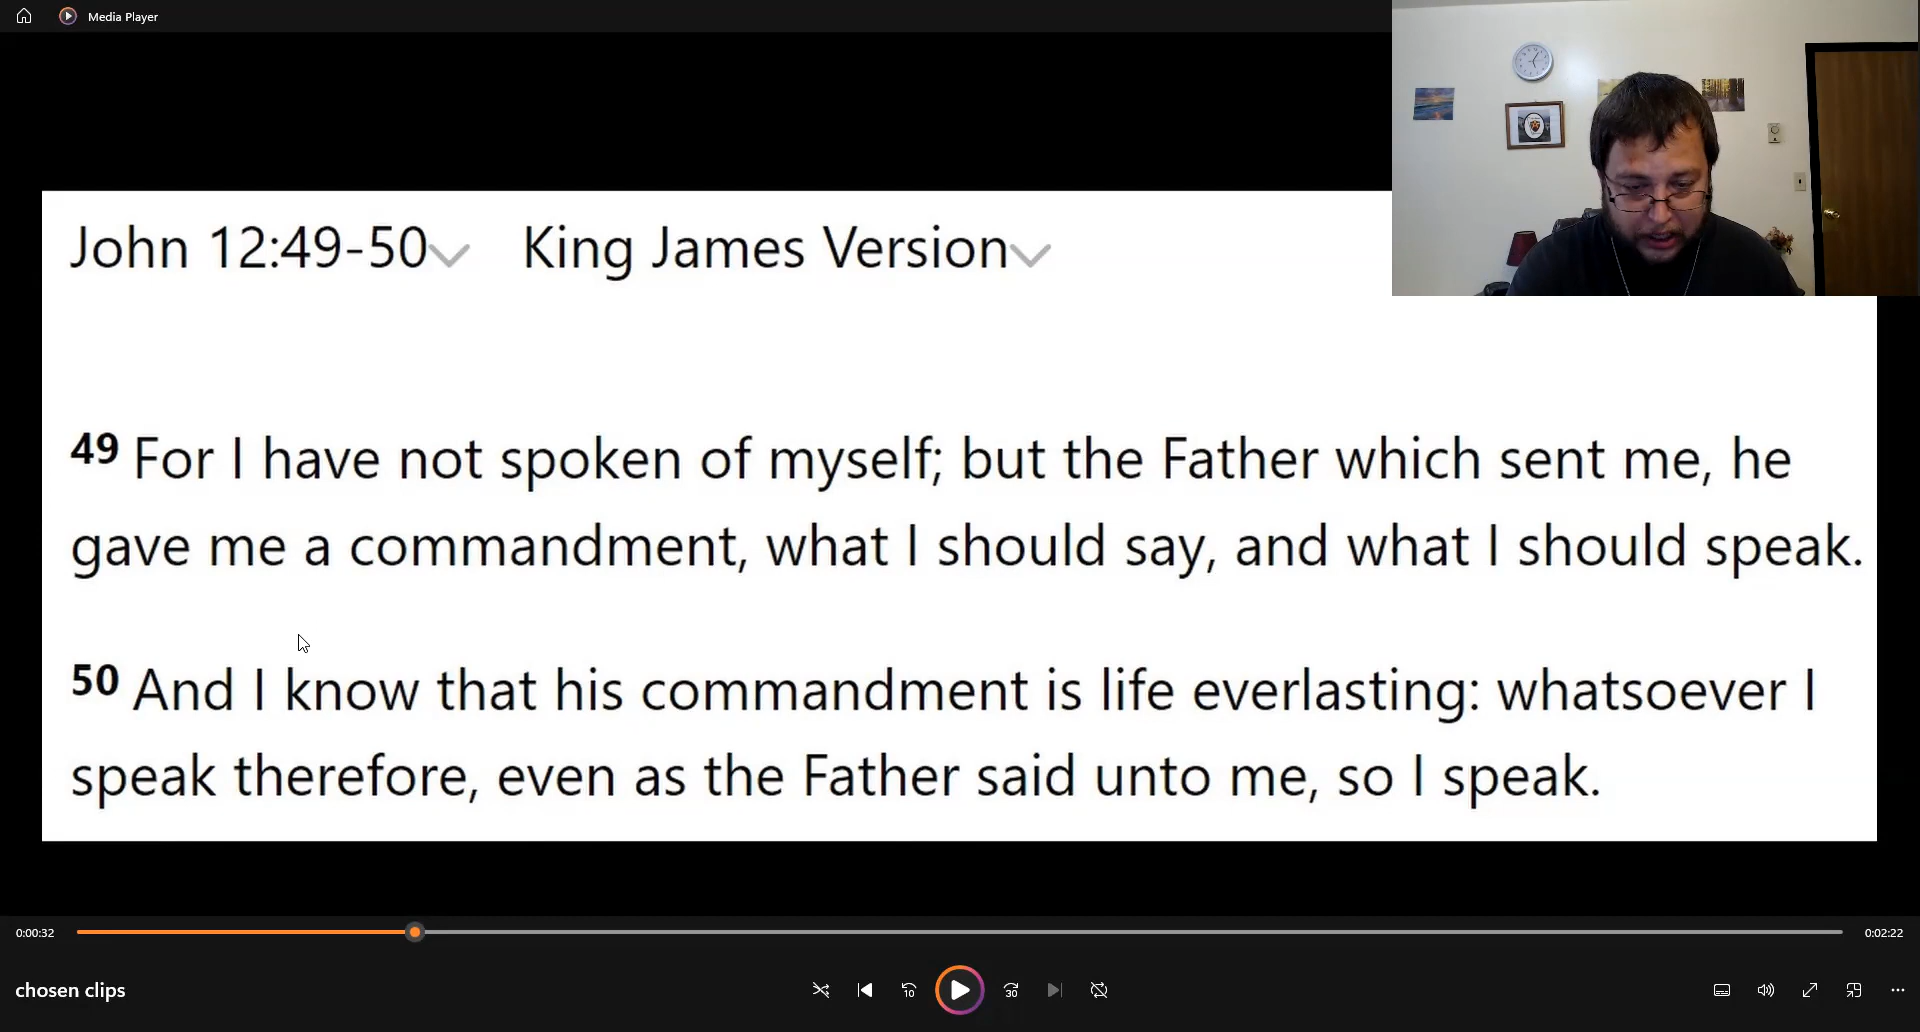 Media Player
John 12:49-50 King James Version
49 For I have not spoken of myself; but the Father which sent me, he
gave me a commandment, what I should say, and what I should speak.
50 And I know that his commandment is life everlasting: whatsoever I
speak therefore, even as the Father said unto me, so I speak.
0:00:32
0:02:22
chosen clips
10
30